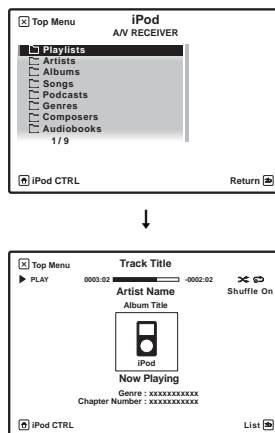 Top Menu
iPod
A/V RECEIVER
Playlists
Artists
Albums
Songs
Podcasts
Genres
Composers
Audiobooks
1 / 9
iPod CTRL
Return
Top Menu
Track Title
PLAY
0003:02
-0002:02
Artist Name
Shuffle On
Album Title
iPod
Now Playing
Genre : xxxxxxxxxxx
Chapter Number : xxxxxxxxxxx
iPod CTRL
List